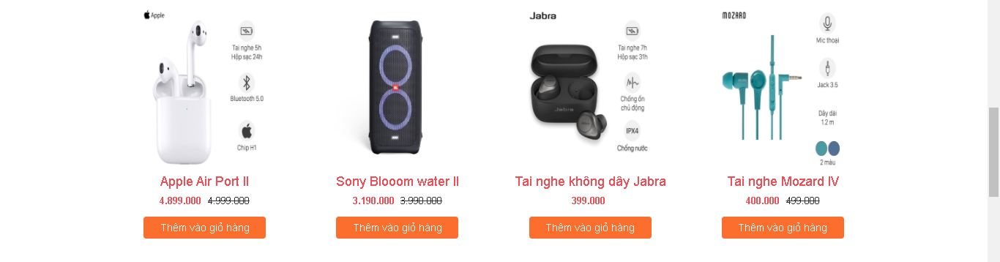 Apple
Tai nghe 5h
Hộp sạc 24h
Bluetooth 5.0
Chip H1
Apple Air Port II
4.899.000 4.999.000
Thêm vào giỏ hàng
JBL
Sony Blooom water II
3.190.000 3.990.000
Thêm vào giỏ hàng
Jabra
Tai nghe 7h
Hộp sạc 31h
Chống ồn
chủ động
IPX4
Chống nước
Jabra
Tai nghe không dây Jabra
399.000
Thêm vào giỏ hàng
MOZARD
Mic thoại
Jack 3.5
Dây dài
1.2 m
2 màu
Tai nghe Mozard IV
400.000 499.000
Thêm vào giỏ hàng